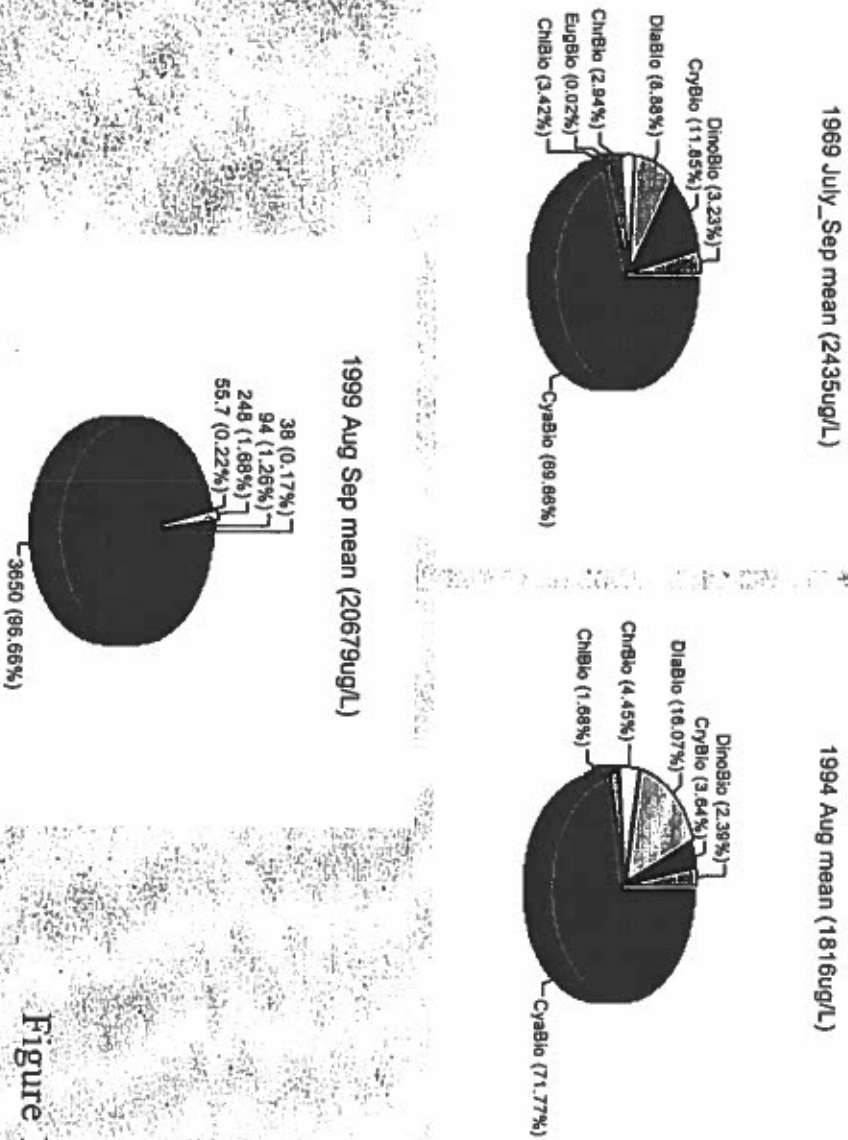 1969 July_Sep mean (2435ug/L)
DinoBio (3.23%)
CryBio (11.85%)
DiaBio (8.88%)
ChrBio (2.94%)
EugBio (0.02%)
ChlBio (3.42%)
CyaBio (69.66%)
1994 Aug mean (1816ug/L)
DinoBio (2.39%)
CryBio (3.64%)
DiaBio (16.07%)
ChrBio (4.45%)
ChlBio (1.68%)
CyaBio (71.77%)
1999 Aug Sep mean (20679ug/L)
38 (0.17%)
94 (1.26%)
248 (1.68%)
55.7 (0.22%)
3650 (96.66%)
Figure